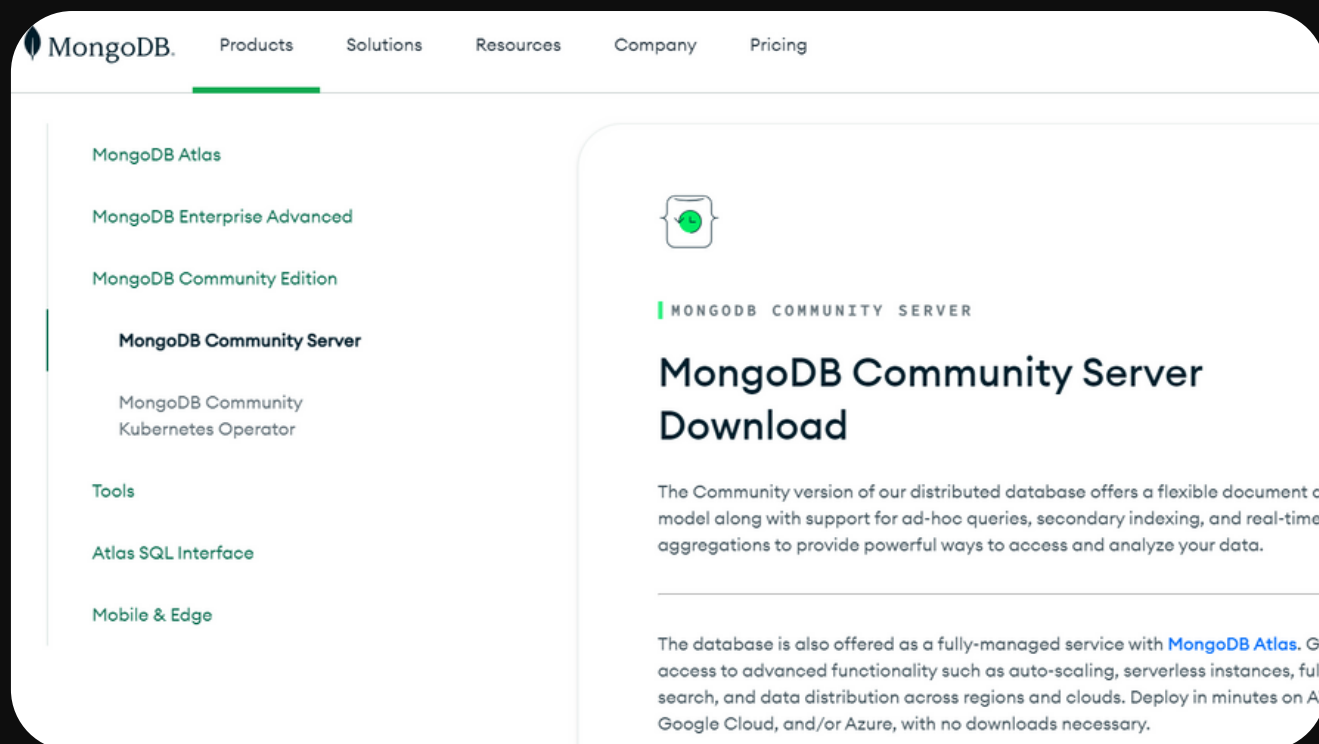 MongoDB.
Products
Solutions
Resources
Company
Pricing
MongoDB Atlas
MongoDB Enterprise Advanced
MongoDB Community Edition
MongoDB Community Server
MongoDB Community
Kubernetes Operator
Tools
Atlas SQL Interface
Mobile & Edge
MONGODB COMMUNITY SERVER
MongoDB Community Server
Download
The Community version of our distributed database offers a flexible document
model along with support for ad-hoc queries, secondary indexing, and real-time
aggregations to provide powerful ways to access and analyze your data.
The database is also offered as a fully-managed service with MongoDB Atlas.
access to advanced functionality such as auto-scaling, serverless instances,
search, and data distribution across regions and clouds. Deploy in minutes on
Google Cloud, and/or Azure, with no downloads necessary.